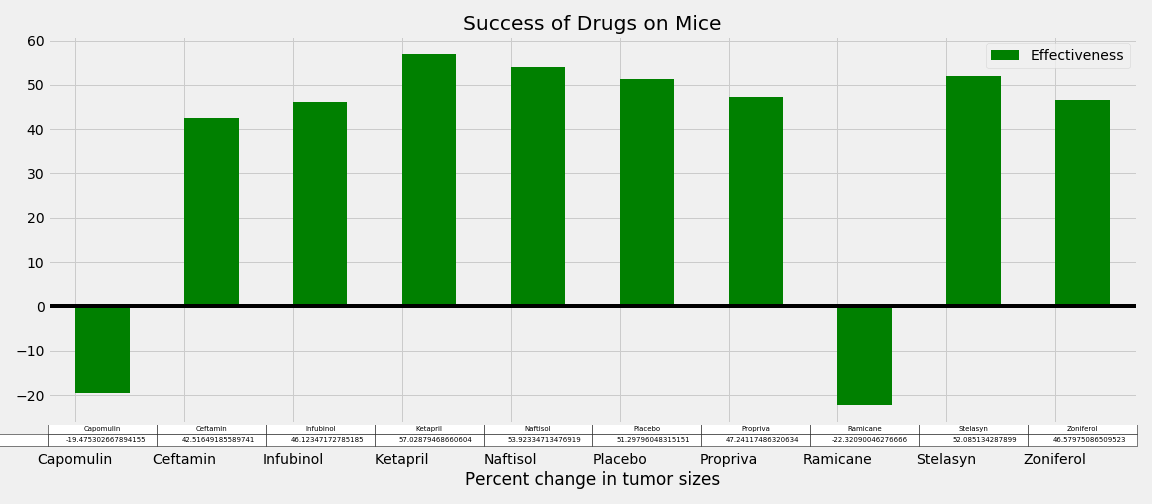 Success of Drugs on Mice
Effectiveness
60
50
40
30
20
10
0
−10
−20
Capomulin Ceftamin Infubinol Ketapril Naftisol Placebo Propriva Ramicane Stelasyn Zoniferol
-19.475302667894155 42.51649185589741 46.12347172785185 57.02879468660604 53.92334713476919 51.29796048315151 47.24117486320634 -22.32090046276666 52.085134287899 46.57975086509523
Capomulin Ceftamin Infubinol Ketapril Naftisol Placebo Propriva Ramicane Stelasyn Zoniferol
Percent change in tumor sizes